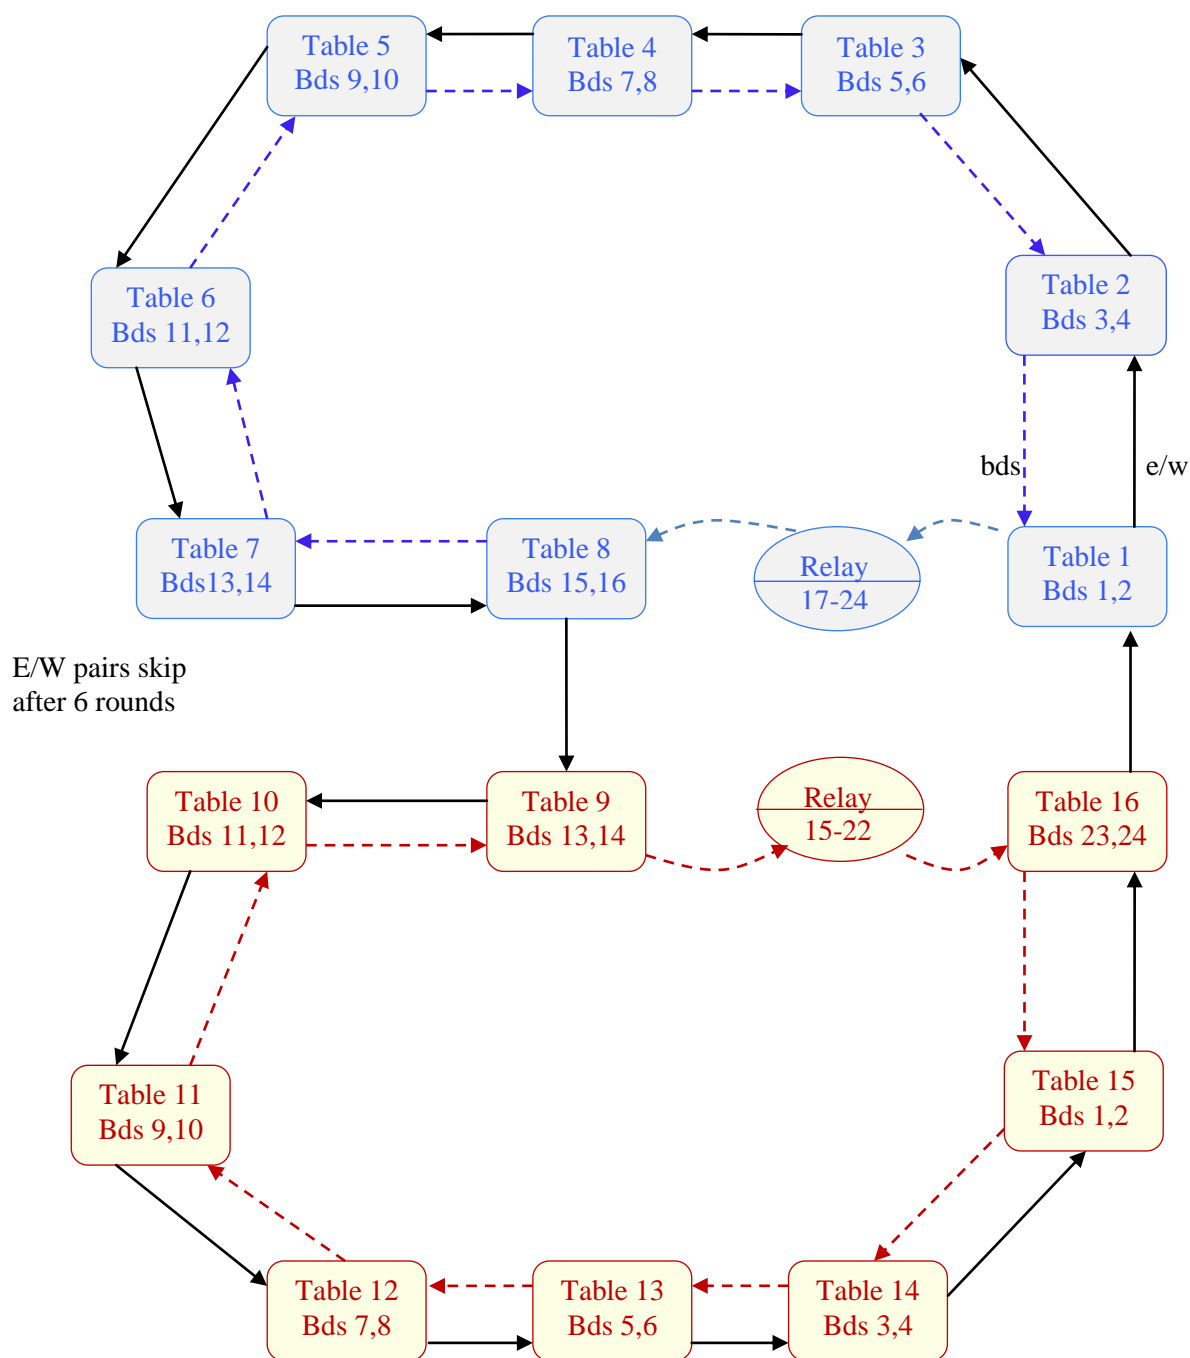 Table 5
Bds 9,10
Table 4
Bds 7,8
Table 3
Bds 5,6
Table 6
Bds 11,12
Table 2
Bds 3,4
bds
e/w
Table 7
Bds13,14
Table 8
Bds 15,16
Relay
17-24
Table 1
Bds 1,2
E/W pairs skip
after 6 rounds
Table 10
Bds 11,12
Table 9
Bds 13,14
Relay
15-22
Table 16
Bds 23,24
Table 11
Bds 9,10
Table 15
Bds 1,2
Table 12
Bds 7,8
Table 13
Bds 5,6
Table 14
Bds 3,4